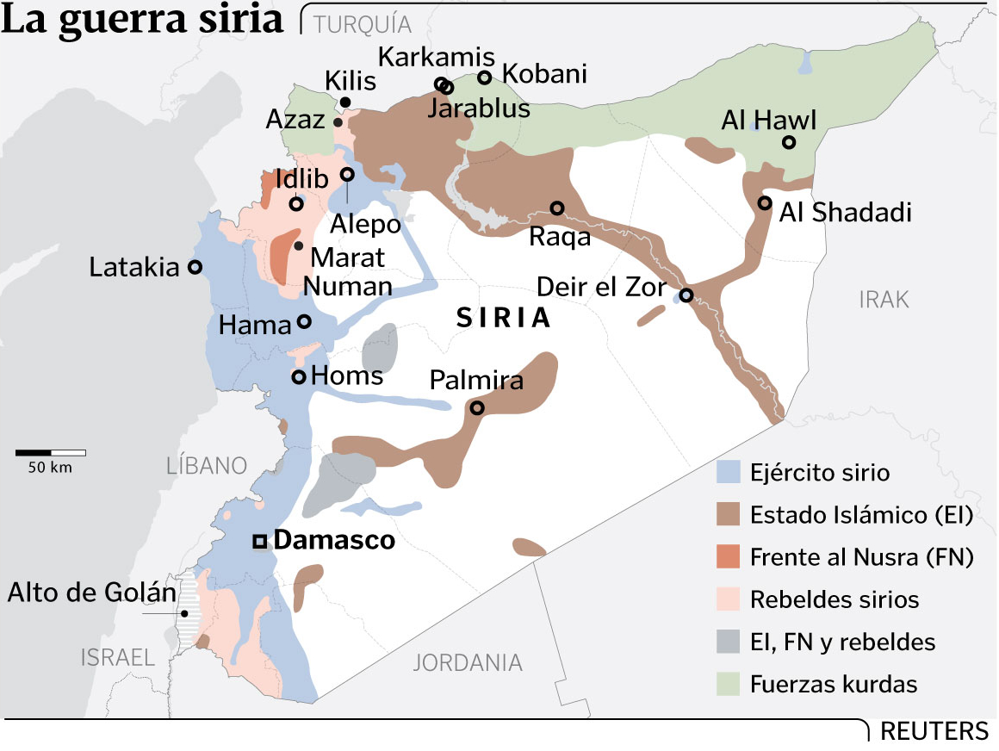 La guerra siria
TURQUÍA
Karkamis
Kobani
Kilis
Jarablus
Azaz
Al Hawl
Idlib
Alepo
Al Shadadi
Raqa
Marat
Numan
Latakia
Deir el Zor
IRAK
SIRIA
Hama
Homs
Palmira
50 km
LÍBANO
Damasco
Alto de Golán
ISRAEL
JORDANIA
Ejército sirio
Estado Islámico (EI)
Frente al Nusra (FN)
Rebeldes sirios
EI, FN y rebeldes
Fuerzas kurdas
REUTERS